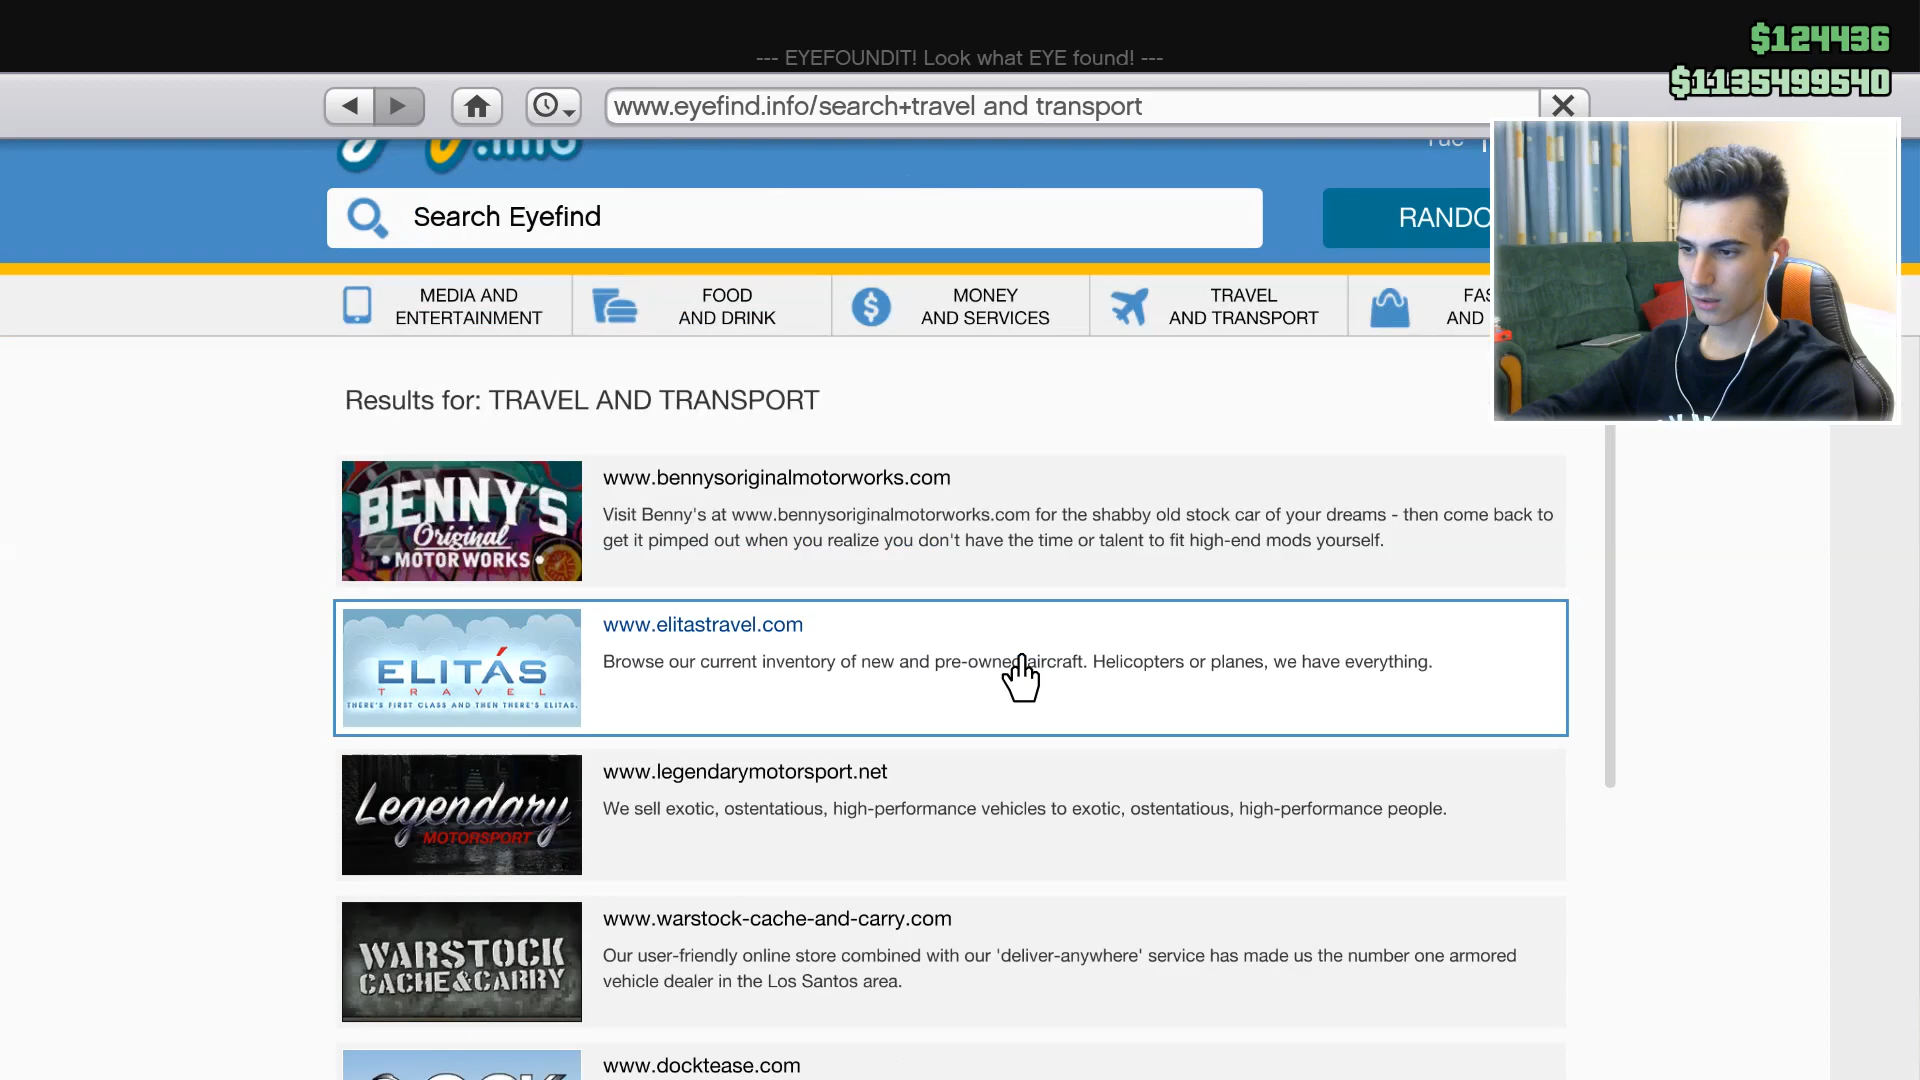 $124436
--- EYEFOUNDIT! Look what EYE found! ---
$1135499540
www.eyefind.info/search+travel and transport
.info
Search Eyefind
RANDO
MEDIA AND
ENTERTAINMENT
FOOD
AND DRINK
MONEY
AND SERVICES
TRAVEL
AND TRANSPORT
FAS
AND
Results for: TRAVEL AND TRANSPORT
BENNY'S
Original
MOTOR WORKS
www.bennysoriginalmotorworks.com
Visit Benny's at www.bennysoriginalmotorworks.com for the shabby old stock car of your dreams - then come back to
get it pimped out when you realize you don't have the time or talent to fit high-end mods yourself.
ELITÁS
TRAVEL
THERE'S FIRST CLASS AND THEN THERE'S ELITAS.
www.elitastravel.com
Browse our current inventory of new and pre-owned aircraft. Helicopters or planes, we have everything.
Legendary
MOTORSPORT
www.legendarymotorsport.net
We sell exotic, ostentatious, high-performance vehicles to exotic, ostentatious, high-performance people.
WARSTOCK
CACHE&CARRY
www.warstock-cache-and-carry.com
Our user-friendly online store combined with our 'deliver-anywhere' service has made us the number one armored
vehicle dealer in the Los Santos area.
www.docktease.com